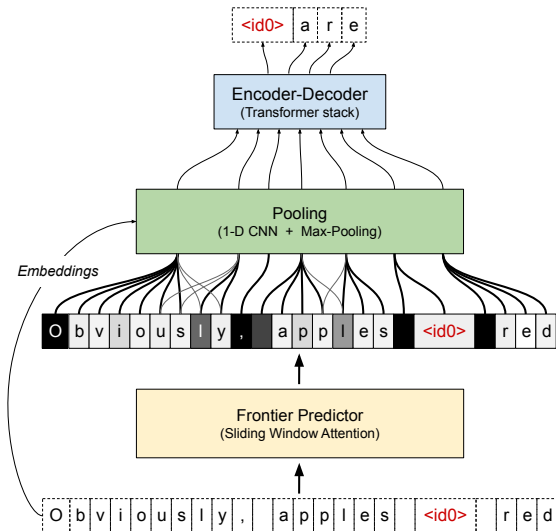 <id0> a r e
Encoder-Decoder
(Transformer stack)
Pooling
(1-D CNN + Max-Pooling)
Embeddings
O b v i o u s l y , a p p l e s <id0> r e d
Frontier Predictor
(Sliding Window Attention)
O b v i o u s l y , a p p l e s <id0> r e d